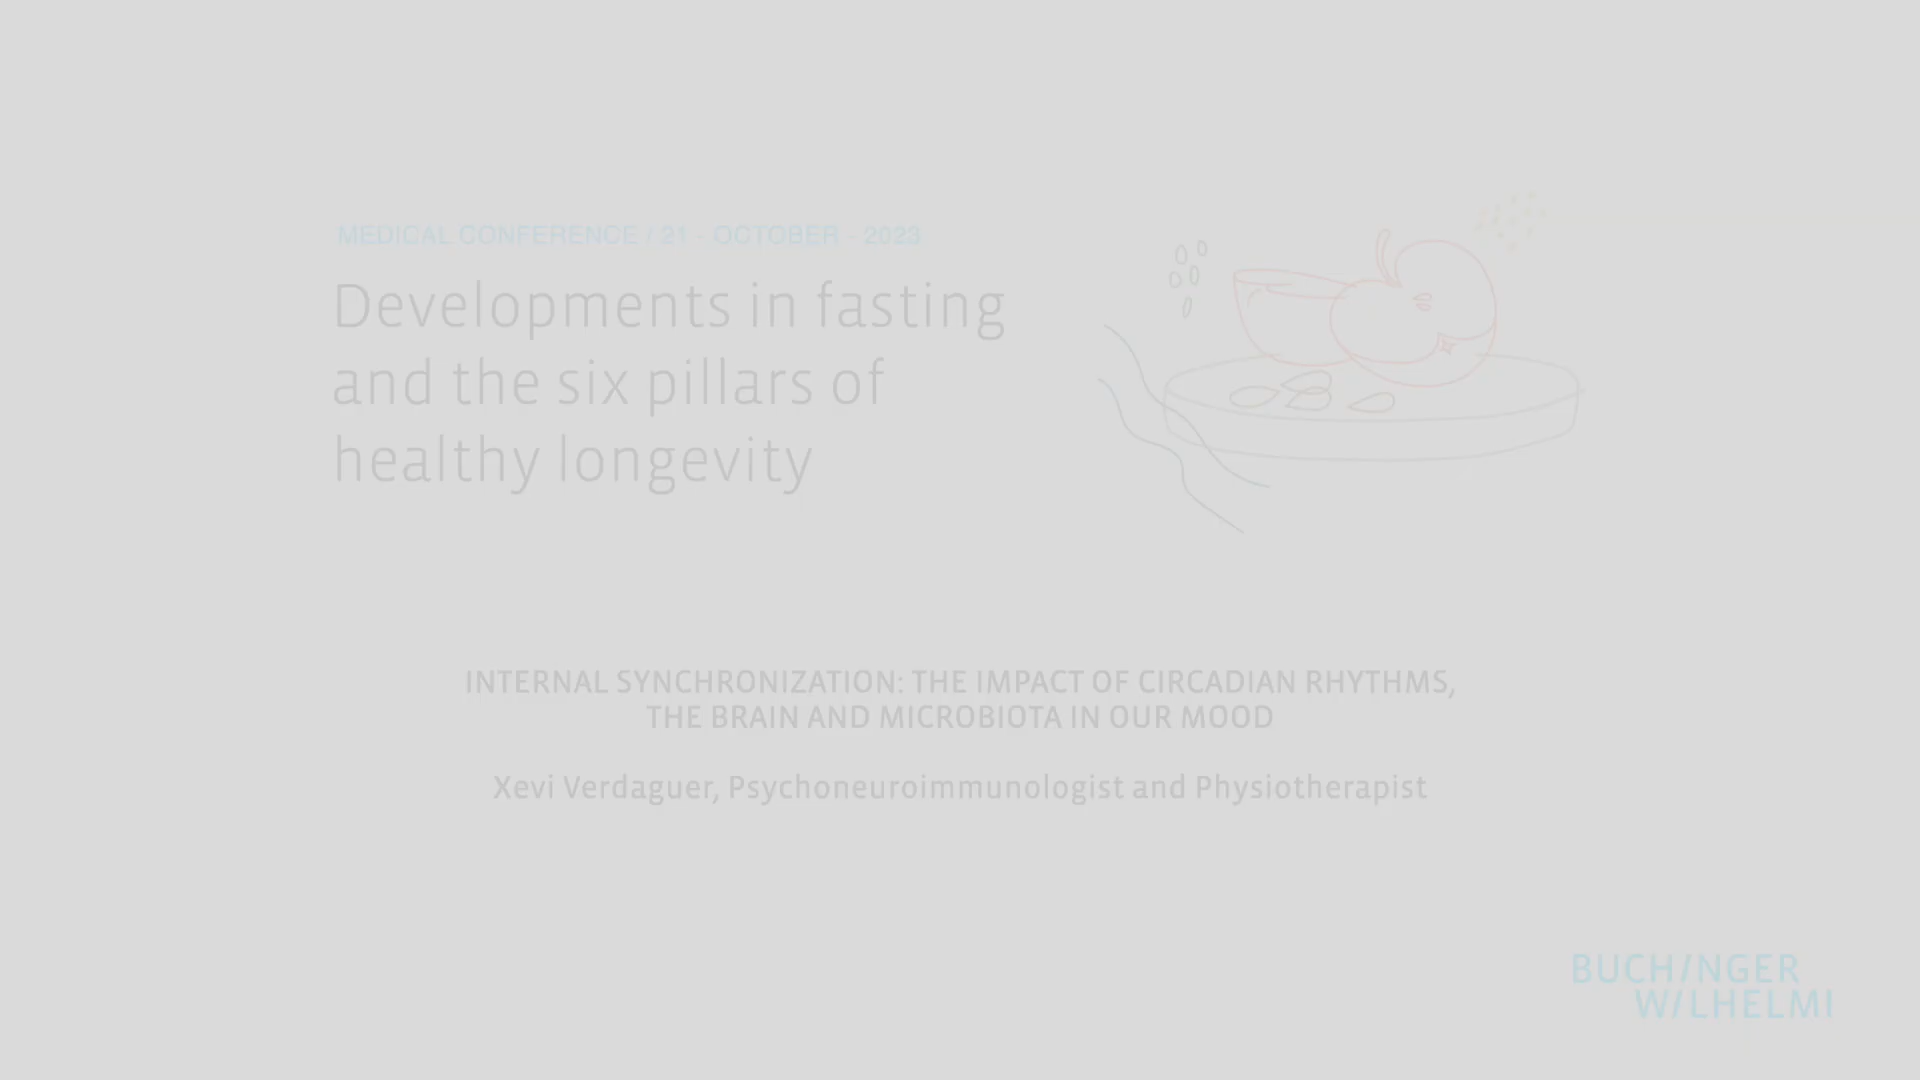 MEDICAL CONFERENCE / 21 - OCTOBER - 2023
Developments in fasting
and the six pillars of
healthy longevity
INTERNAL SYNCHRONIZATION: THE IMPACT OF CIRCADIAN RHYTHMS,
THE BRAIN AND MICROBIOTA IN OUR MOOD
Xevi Verdaguer, Psychoneuroimmunologist and Physiotherapist
BUCHINGER
WILHELMI